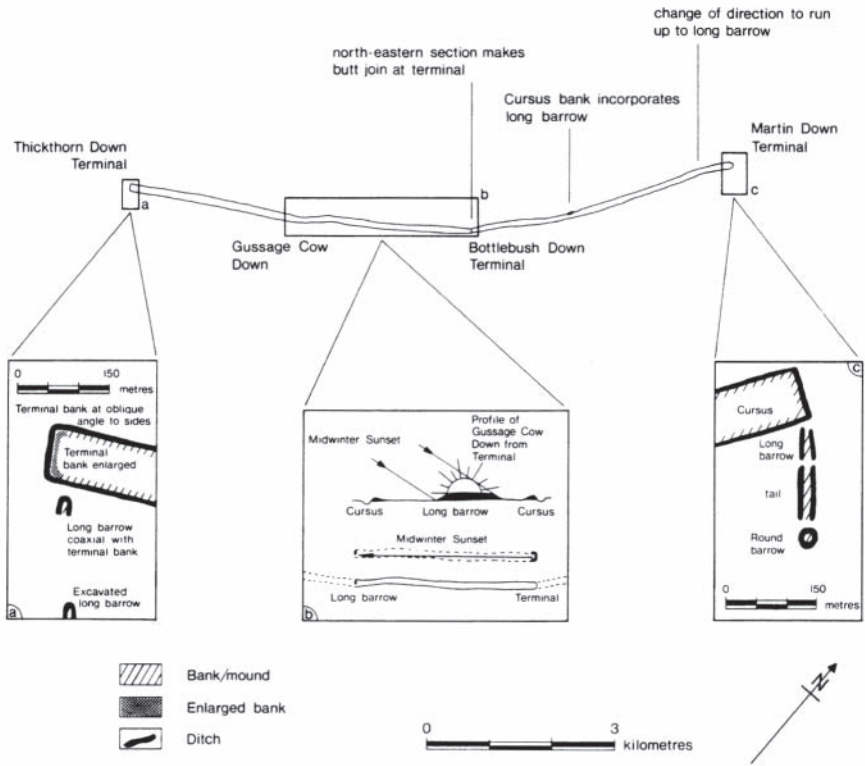 change of direction to run
up to long barrow
north-eastern section makes
butt join at terminal
Cursus bank incorporates
long barrow
Thickthorn Down
Terminal
Martin Down
Terminal
a
b
c
Gussage Cow
Down
Bottlebush Down
Terminal
0 150
metres
Terminal bank at oblique
angle to sides
Terminal
bank enlarged
Long barrow
coaxial with
terminal bank
Excavated
long barrow
a
Midwinter Sunset
Profile of
Gussage Cow
Down from
Terminal
Cursus Long barrow Cursus
Midwinter Sunset
Long barrow Terminal
b
c
Cursus
Long
barrow
tail
Round
barrow
0 150
metres
Bank/mound
Enlarged bank
Ditch
0 3
kilometres
N